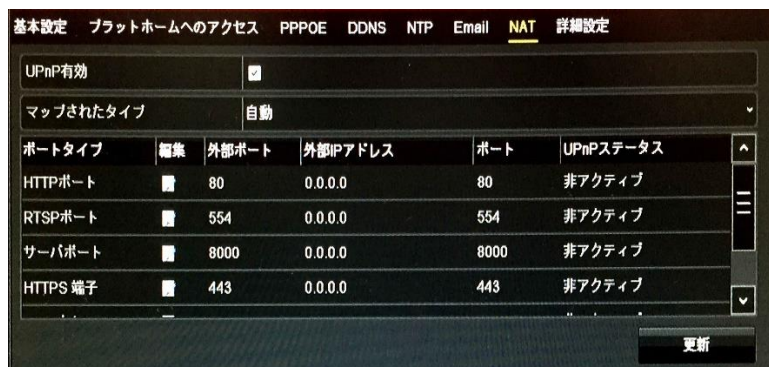 基本設定 プラットホームへのアクセス PPPOE DDNS NTP Email NAT 詳細設定
UPnP有効
マップされたタイプ 自動
ポートタイプ 編集 外部ポート 外部IPアドレス ポート UPnPステータス
HTTPポート 80 0.0.0.0 80 非アクティブ
RTSPポート 554 0.0.0.0 554 非アクティブ
サーバポート 8000 0.0.0.0 8000 非アクティブ
HTTPS 端子 443 0.0.0.0 443 非アクティブ
更新